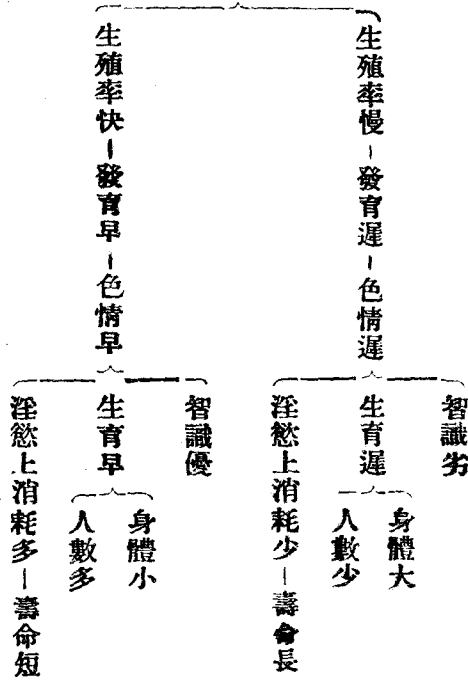 生殖率慢－發育遲－色情遲
智識劣
生育遲
身體大
人數少
淫慾上消耗少－壽命長
生殖率快－發育早－色情早
智識優
生育早
身體小
人數多
淫慾上消耗多－壽命短